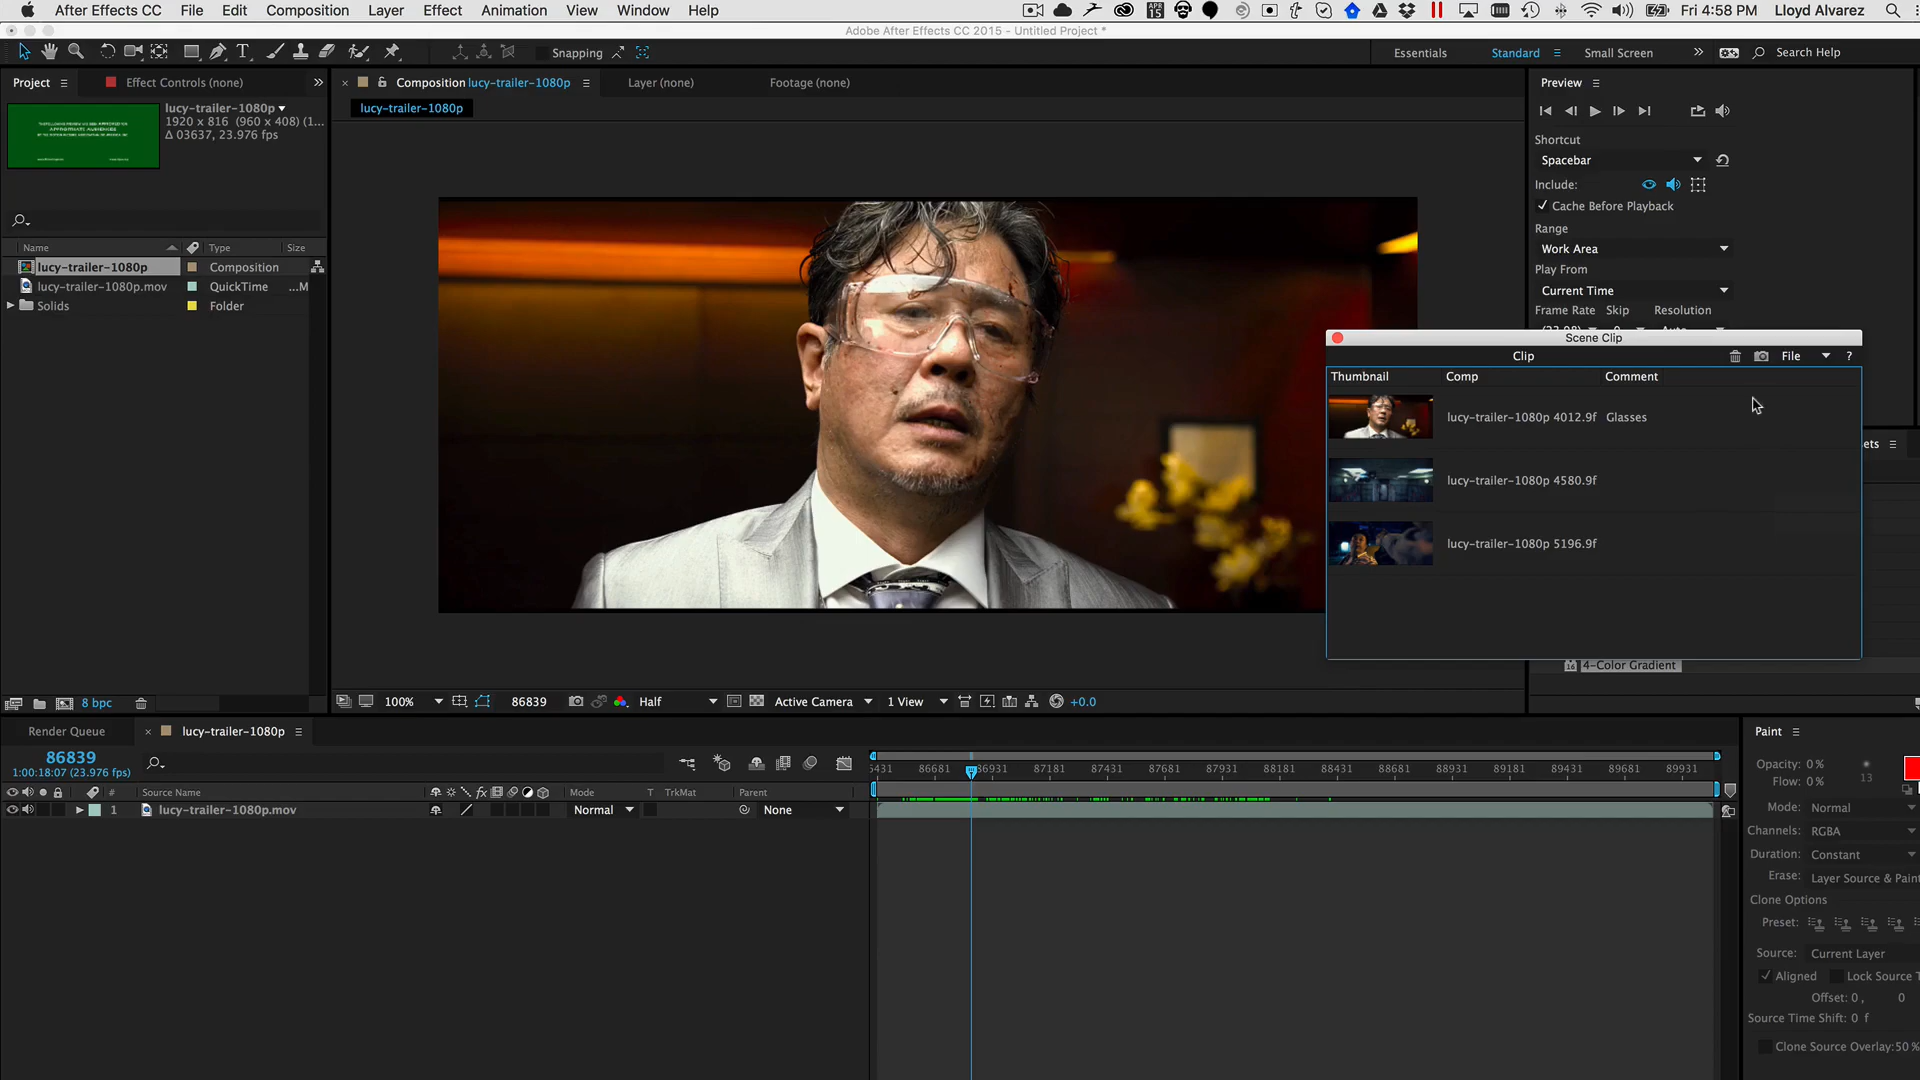 After Effects CC File Edit Composition Layer Effect Animation View Window Help
APR 15 Fri 4:58 PM Lloyd Alvarez
Adobe After Effects CC 2015 - Untitled Project *
Snapping
Essentials Standard Small Screen Search Help
Project Effect Controls (none)
Composition lucy-trailer-1080p Layer (none) Footage (none)
lucy-trailer-1080p
lucy-trailer-1080p
1920 x 816 (960 x 408) (1...
Δ 03637, 23.976 fps
Name Type Size
lucy-trailer-1080p Composition
lucy-trailer-1080p.mov QuickTime ...M
Solids Folder
8 bpc
Preview
Shortcut
Spacebar
Include:
Cache Before Playback
Range
Work Area
Play From
Current Time
Frame Rate Skip Resolution
Scene Clip
Clip File ?
Thumbnail Comp Comment
lucy-trailer-1080p 4012.9f Glasses
lucy-trailer-1080p 4580.9f
lucy-trailer-1080p 5196.9f
4-Color Gradient
100% 86839 Half Active Camera 1 View +0.0
Render Queue lucy-trailer-1080p
86839
1:00:18:07 (23.976 fps)
# Source Name Mode T TrkMat Parent
1 lucy-trailer-1080p.mov Normal None
86681 86931 87181 87431 87681 87931 88181 88431 88681 88931 89181 89431 89681 89931
Paint
Opacity: 0 %
Flow: 0 %
13
Mode: Normal
Channels: RGBA
Duration: Constant
Erase: Layer Source & Paint
Clone Options
Preset:
Source: Current Layer
Aligned Lock Source T
Offset: 0 , 0
Source Time Shift: 0 f
Clone Source Overlay: 50 %